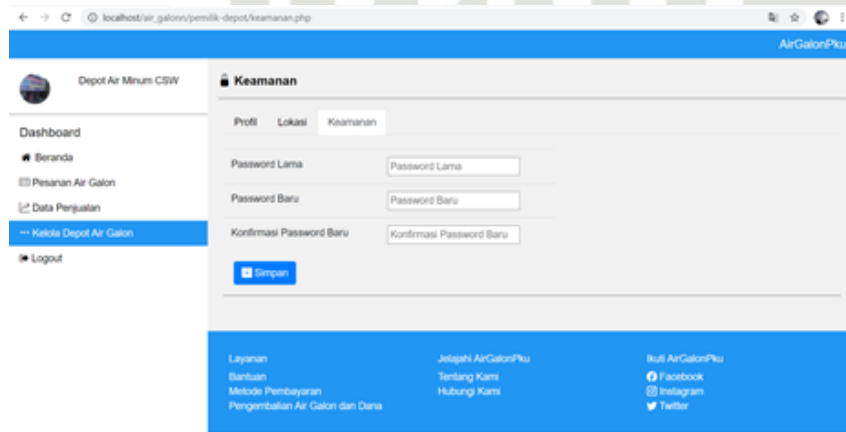 localhost/air_galonn/pemilik-depot/keamanan.php
AirGalonPku
Depot Air Minum CSW
Dashboard
Beranda
Pesanan Air Galon
Data Penjualan
Kelola Depot Air Galon
Logout
Keamanan
Profil Lokasi Keamanan
Password Lama Password Lama
Password Baru Password Baru
Konfirmasi Password Baru Konfirmasi Password Baru
Simpan
Layanan
Bantuan
Metode Pembayaran
Pengembalian Air Galon dan Dana
Jelajahi AirGalonPku
Tentang Kami
Hubungi Kami
Ikuti AirGalonPku
Facebook
Instagram
Twitter